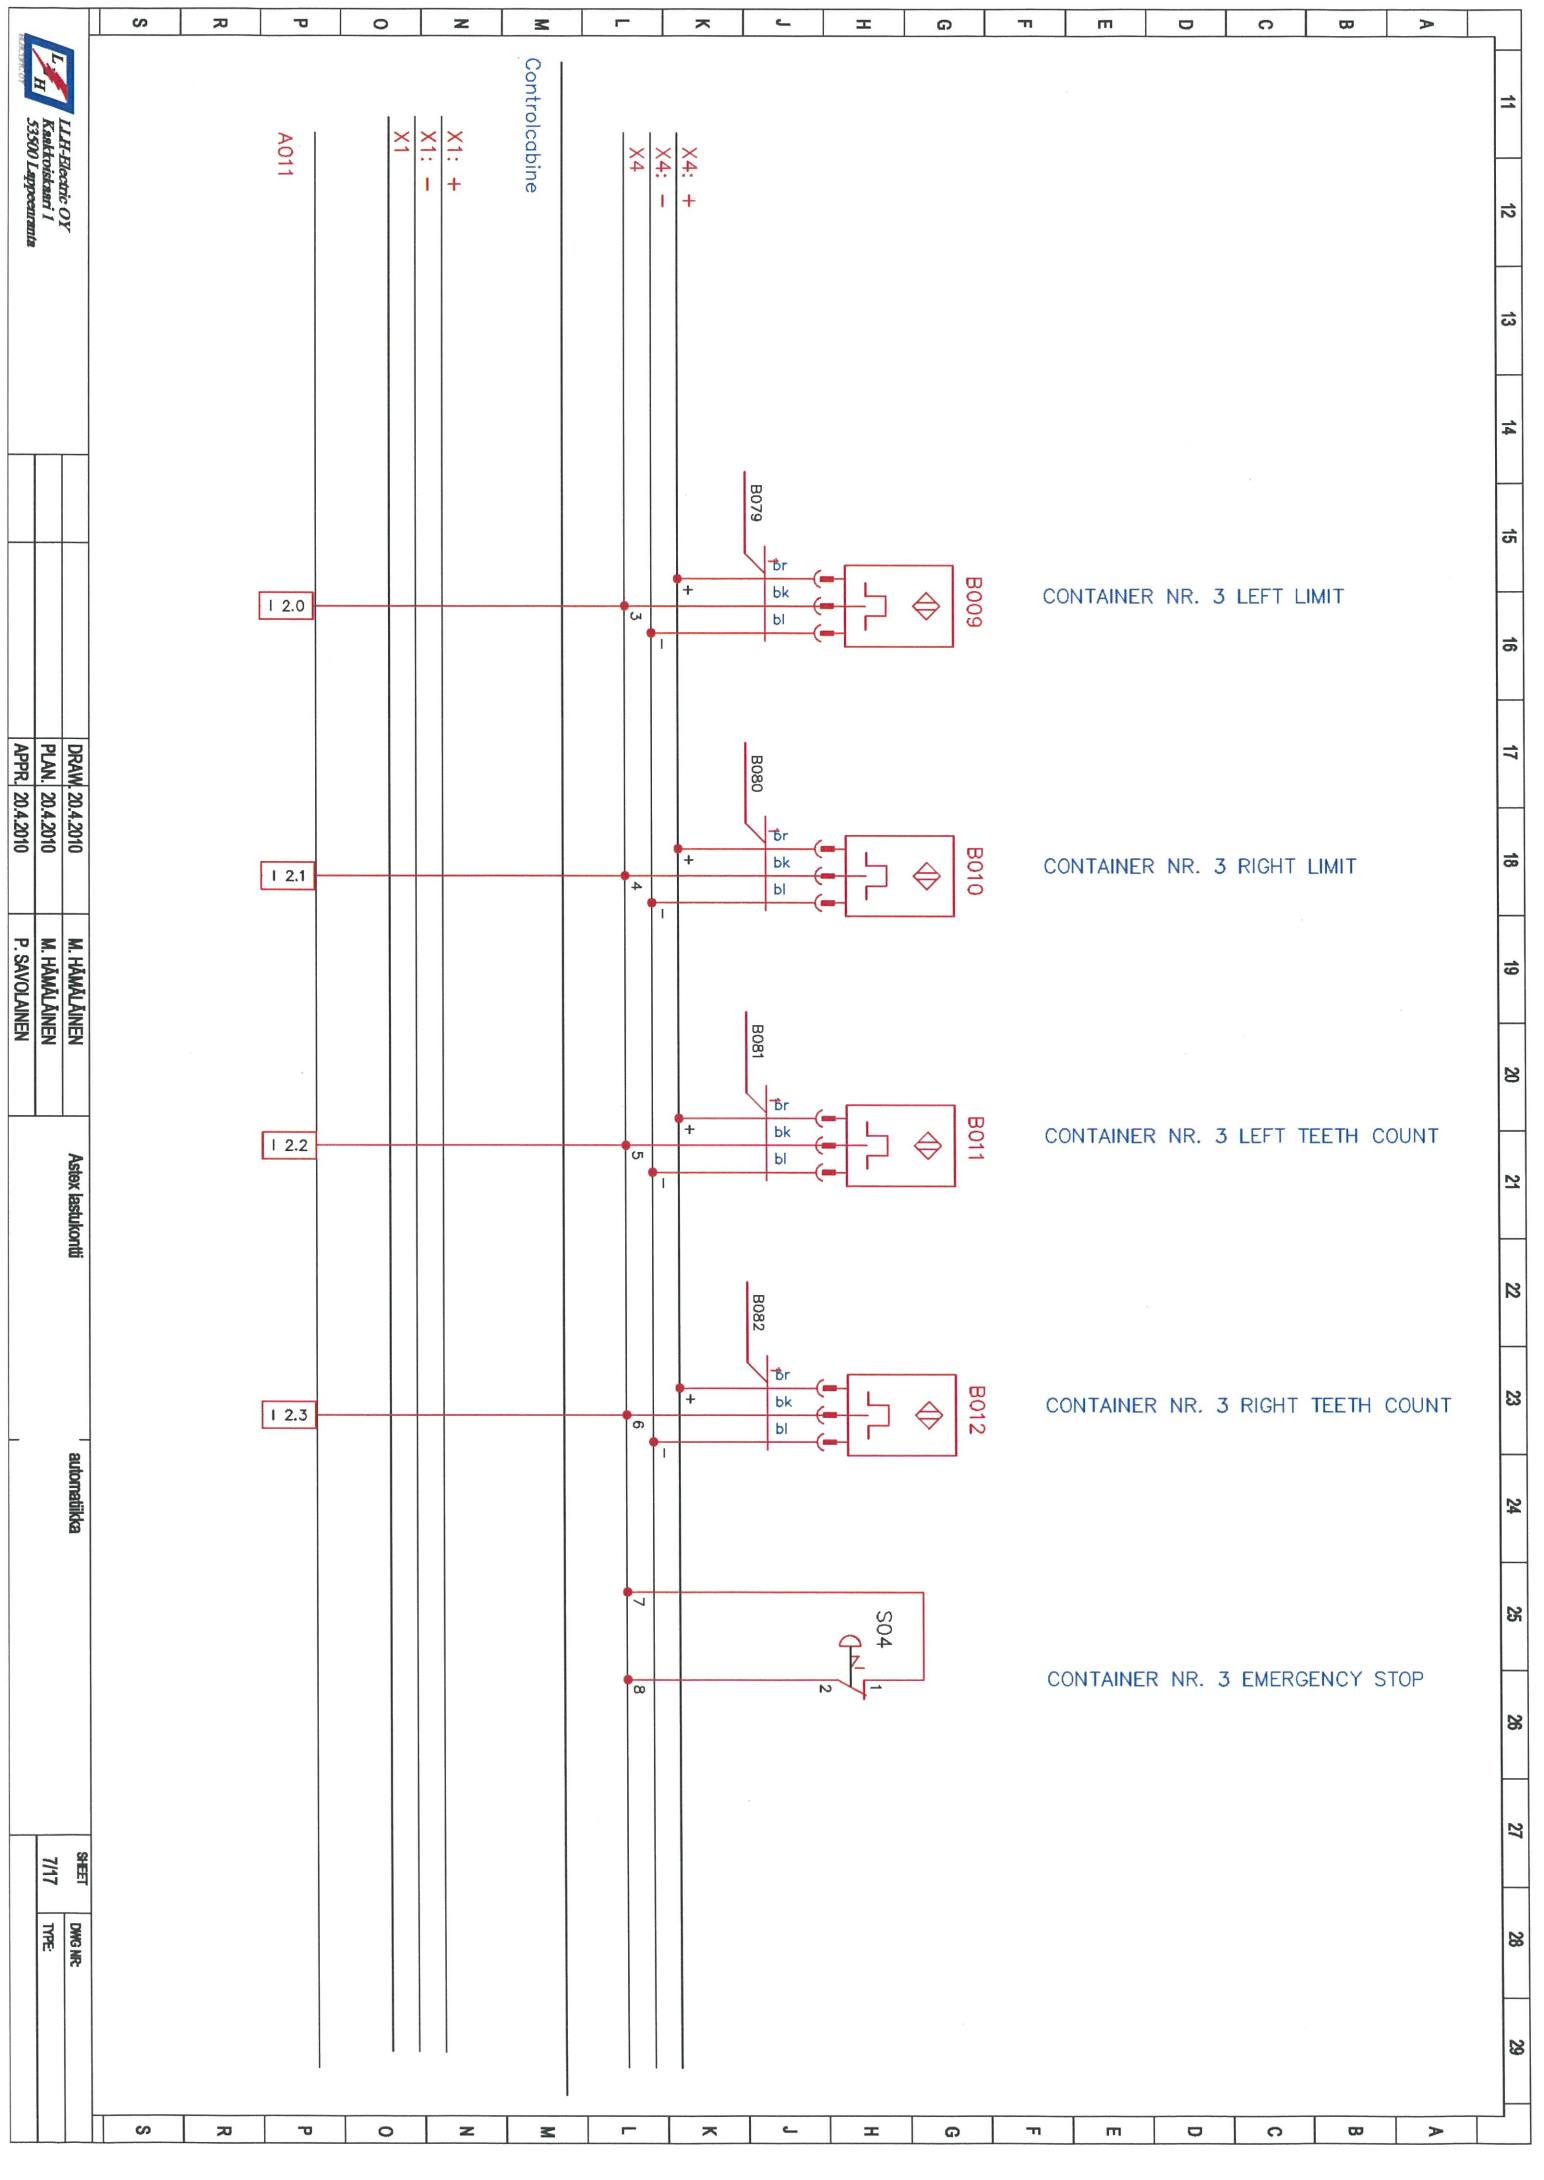 11 12 13 14 15 16 17 18 19 20 21 22 23 24 25 26 27 28 29
A
B
C
D
E
F
G
H
J
K
L
M
N
O
P
R
S
A
B
C
D
E
F
G
H
J
K
L
M
N
O
P
R
S
CONTAINER NR. 3 LEFT LIMIT
CONTAINER NR. 3 RIGHT LIMIT
CONTAINER NR. 3 LEFT TEETH COUNT
CONTAINER NR. 3 RIGHT TEETH COUNT
CONTAINER NR. 3 EMERGENCY STOP
B009
B010
B011
B012
S04
1
2
B079
br
bk
bl
B080
br
bk
bl
B081
br
bk
bl
B082
br
bk
bl
X4: +
X4: -
X4
+
3
-
+
4
-
+
5
-
+
6
-
7
8
Controlcabine
X1: +
X1: -
X1
A011
I 2.0
I 2.1
I 2.2
I 2.3
L H
LLH-Electric OY
Kaakkoiskaari 1
53500 Lappeenranta
DRAW. 20.4.2010 M. HÄMÄLÄINEN
PLAN. 20.4.2010 M. HÄMÄLÄINEN
APPR. 20.4.2010 P. SAVOLAINEN
Astex lastukontti
automatiikka
SHEET
7/17
DWG NR:
TYPE: